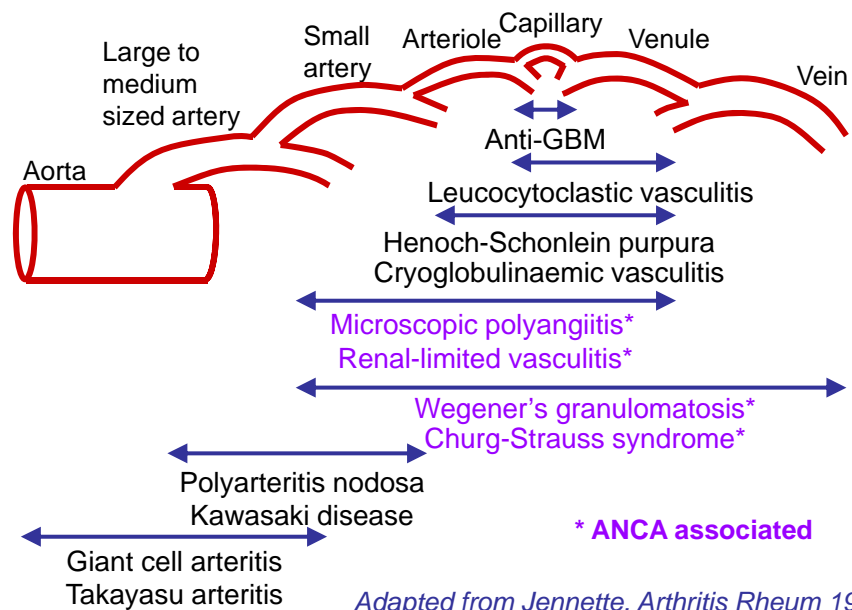 Large to
medium
sized artery
Small
artery
Arteriole
Capillary
Venule
Vein
Aorta
Anti-GBM
Leucocytoclastic vasculitis
Henoch-Schonlein purpura
Cryoglobulinaemic vasculitis
Microscopic polyangiitis*
Renal-limited vasculitis*
Wegener's granulomatosis*
Churg-Strauss syndrome*
Polyarteritis nodosa
Kawasaki disease
* ANCA associated
Giant cell arteritis
Takayasu arteritis
Adapted from Jennette, Arthritis Rheum 19